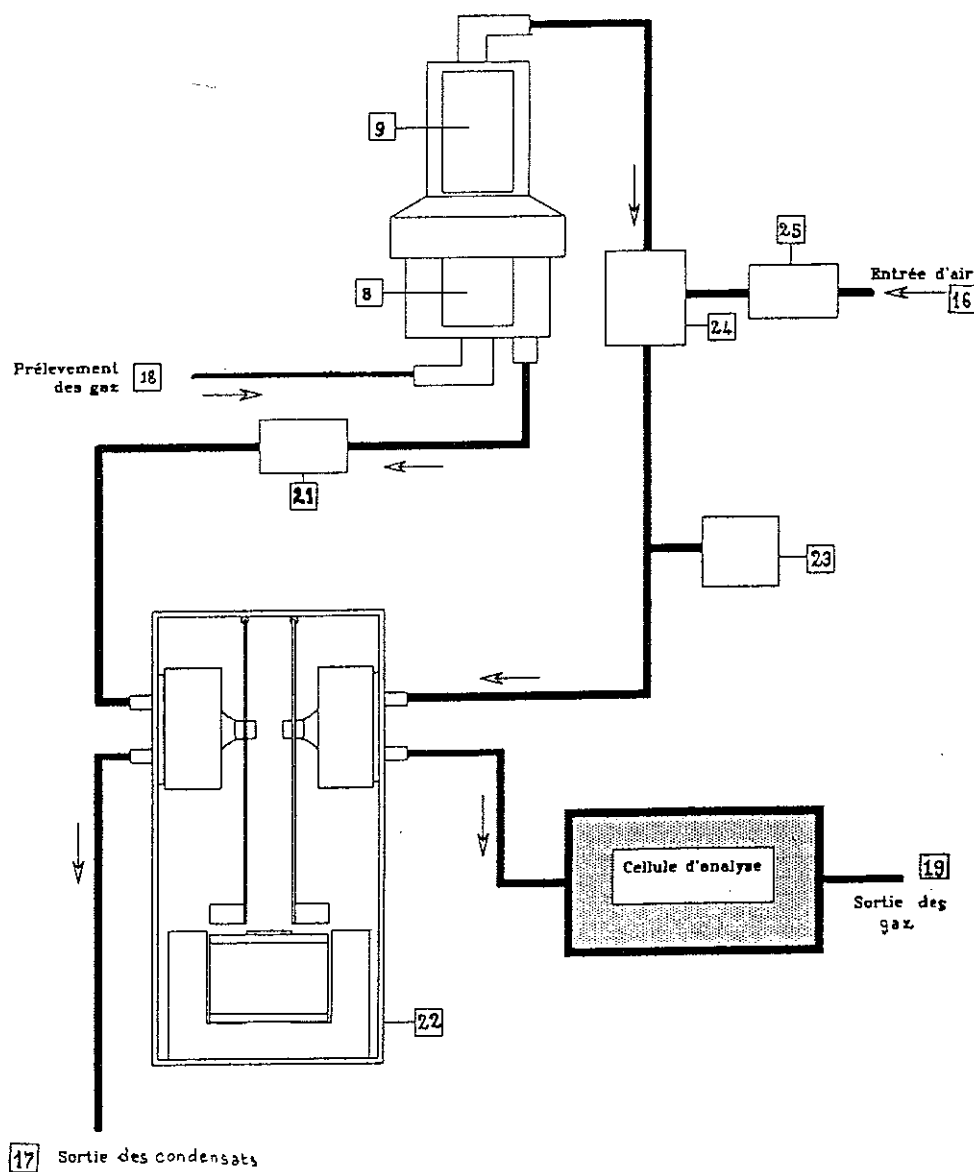 9
25
8
Entrée d'air
16
24
Prélevement
des gaz
18
21
23
Cellule d'analyse
19
Sortie des
gaz
22
17 Sortie des condensats